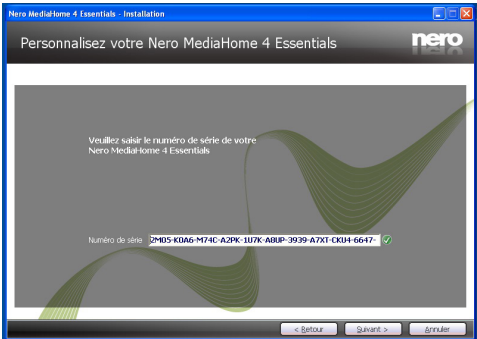 Nero MediaHome 4 Essentials - Installation
Personnalisez votre Nero MediaHome 4 Essentials
nero
Veuillez saisir le numéro de série de votre
Nero MediaHome 4 Essentials
Numéro de série 2M05-K0A6-M74C-A2PK-1U7K-A8UP-3939-A7XT-CKU4-6647-
< Retour
Suivant >
Annuler